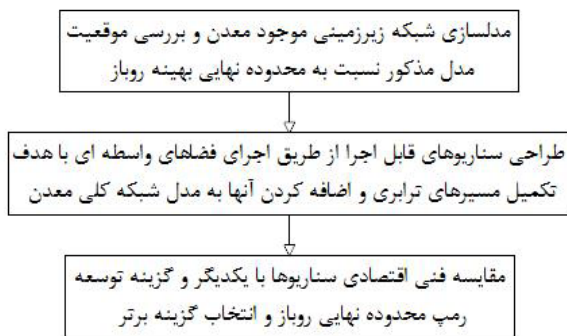 مدلسازی شبکه زیرزمینی موجود معدن و بررسی موقعیت
مدل مذکور نسبت به محدوده نهایی بهینه روباز
طراحی سناریوهای قابل اجرا از طریق اجرای فضاهای واسطه ای با هدف
تکمیل مسیرهای ترابری و اضافه کردن آنها به مدل شبکه کلی معدن
مقایسه فنی اقتصادی سناریوها با یکدیگر و گزینه توسعه
رمپ محدوده نهایی روباز و انتخاب گزینه برتر